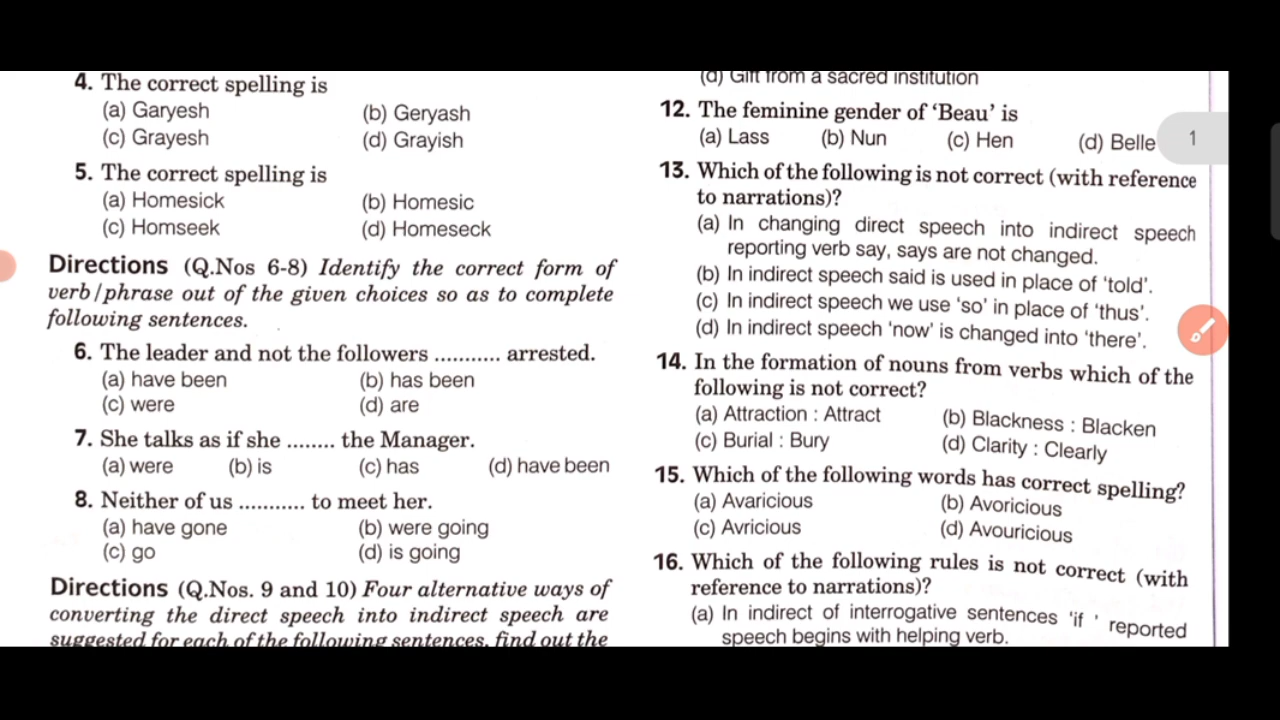 4. The correct spelling is
(a) Garyesh (b) Geryash
(c) Grayesh (d) Grayish
5. The correct spelling is
(a) Homesick (b) Homesic
(c) Homseek (d) Homeseck
Directions (Q.Nos 6-8) Identify the correct form of
verb/phrase out of the given choices so as to complete
following sentences.
6. The leader and not the followers ........... arrested.
(a) have been (b) has been
(c) were (d) are
7. She talks as if she ........ the Manager.
(a) were (b) is (c) has (d) have been
8. Neither of us ........... to meet her.
(a) have gone (b) were going
(c) go (d) is going
Directions (Q.Nos. 9 and 10) Four alternative ways of
converting the direct speech into indirect speech are
suggested for each of the following sentences, find out the
(d) Gift from a sacred institution
12. The feminine gender of ‘Beau’ is
(a) Lass (b) Nun (c) Hen (d) Belle
1
13. Which of the following is not correct (with reference
to narrations)?
(a) In changing direct speech into indirect speech
reporting verb say, says are not changed.
(b) In indirect speech said is used in place of ‘told’.
(c) In indirect speech we use ‘so’ in place of ‘thus’.
(d) In indirect speech ‘now’ is changed into ‘there’.
14. In the formation of nouns from verbs which of the
following is not correct?
(a) Attraction : Attract (b) Blackness : Blacken
(c) Burial : Bury (d) Clarity : Clearly
15. Which of the following words has correct spelling?
(a) Avaricious (b) Avoricious
(c) Avricious (d) Avouricious
16. Which of the following rules is not correct (with
reference to narrations)?
(a) In indirect of interrogative sentences ‘if ’ reported
speech begins with helping verb.